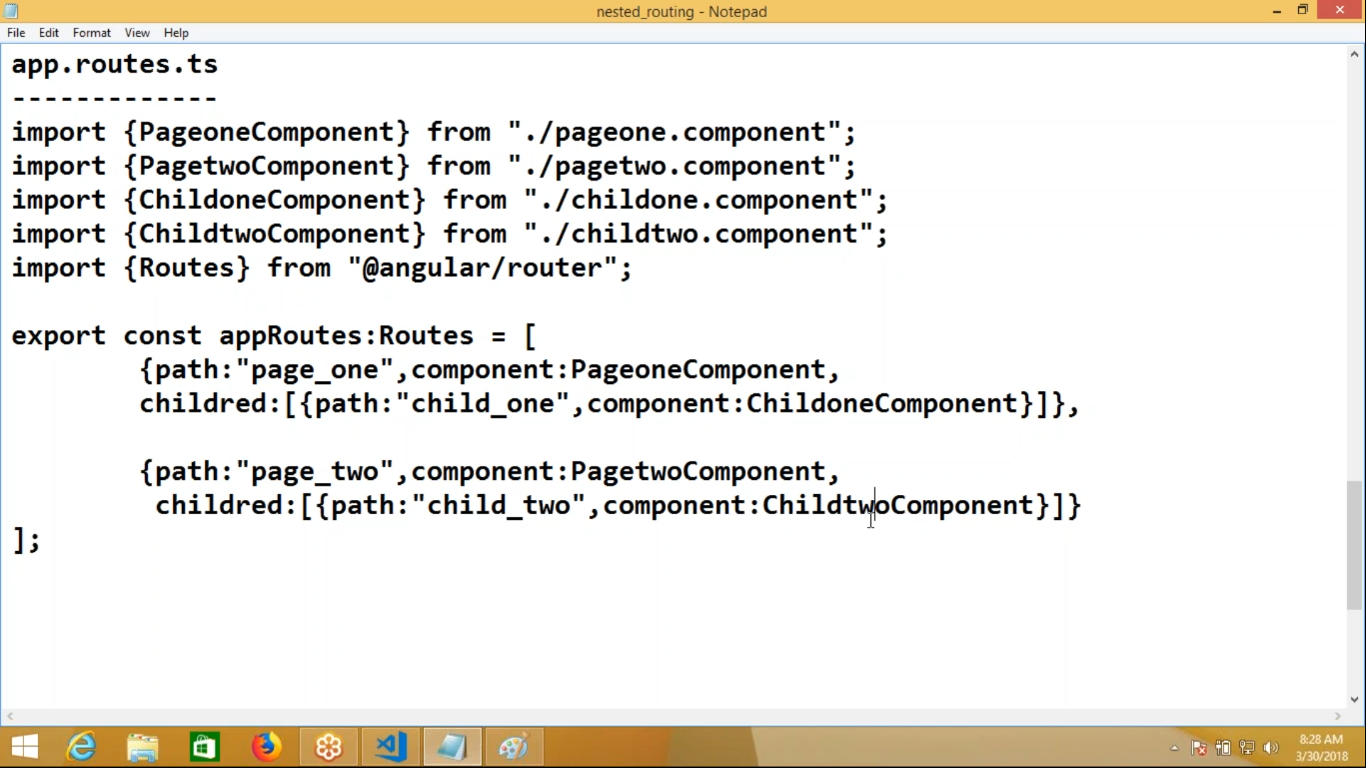 nested_routing - Notepad
File Edit Format View Help
app.routes.ts
-------------
import {PageoneComponent} from "./pageone.component";
import {PagetwoComponent} from "./pagetwo.component";
import {ChildoneComponent} from "./childone.component";
import {ChildtwoComponent} from "./childtwo.component";
import {Routes} from "@angular/router";
export const appRoutes:Routes = [
{path:"page_one",component:PageoneComponent,
childred:[{path:"child_one",component:ChildoneComponent}]},
{path:"page_two",component:PagetwoComponent,
childred:[{path:"child_two",component:ChildtwoComponent}]}
];
8:28 AM
3/30/2018